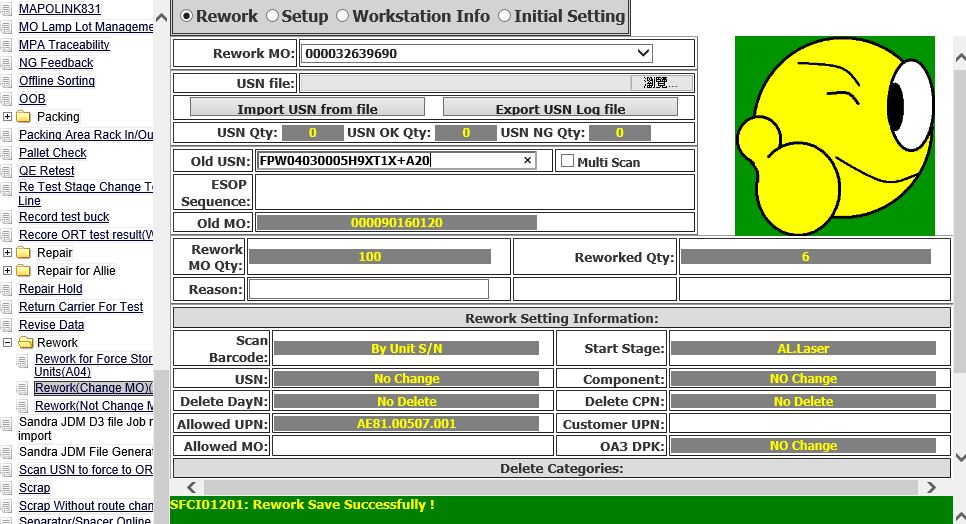 MAPOLINK831
MO Lamp Lot Manageme
MPA Traceability
NG Feedback
Offline Sorting
OOB
Packing
Packing Area Rack In/Ou
Pallet Check
QE Retest
Re Test Stage Change T
Line
Record test buck
Recore ORT test result(W
Repair
Repair for Allie
Repair Hold
Return Carrier For Test
Revise Data
Rework
Rework for Force Stor
Units(A04)
Rework(Change MO)(
Rework(Not Change M
Sandra JDM D3 file Job r
import
Sandra JDM File Generat
Scan USN to force to OR
Scrap
Scrap Without route chan
Separator/Spacer Online
Rework Setup Workstation Info Initial Setting
Rework MO: 000032639690
USN file: 瀏覽...
Import USN from file Export USN Log file
USN Qty: 0 USN OK Qty: 0 USN NG Qty: 0
Old USN: FPW04030005H9XT1X+A20 × Multi Scan
ESOP
Sequence:
Old MO: 000090160120
Rework
MO Qty: 100 Reworked Qty: 6
Reason:
Rework Setting Information:
Scan
Barcode: By Unit S/N Start Stage: AL.Laser
USN: No Change Component: NO Change
Delete DayN: No Delete Delete CPN: No Delete
Allowed UPN: AE81.00507.001 Customer UPN:
Allowed MO: OA3 DPK: NO Change
Delete Categories:
SFCI01201: Rework Save Successfully !